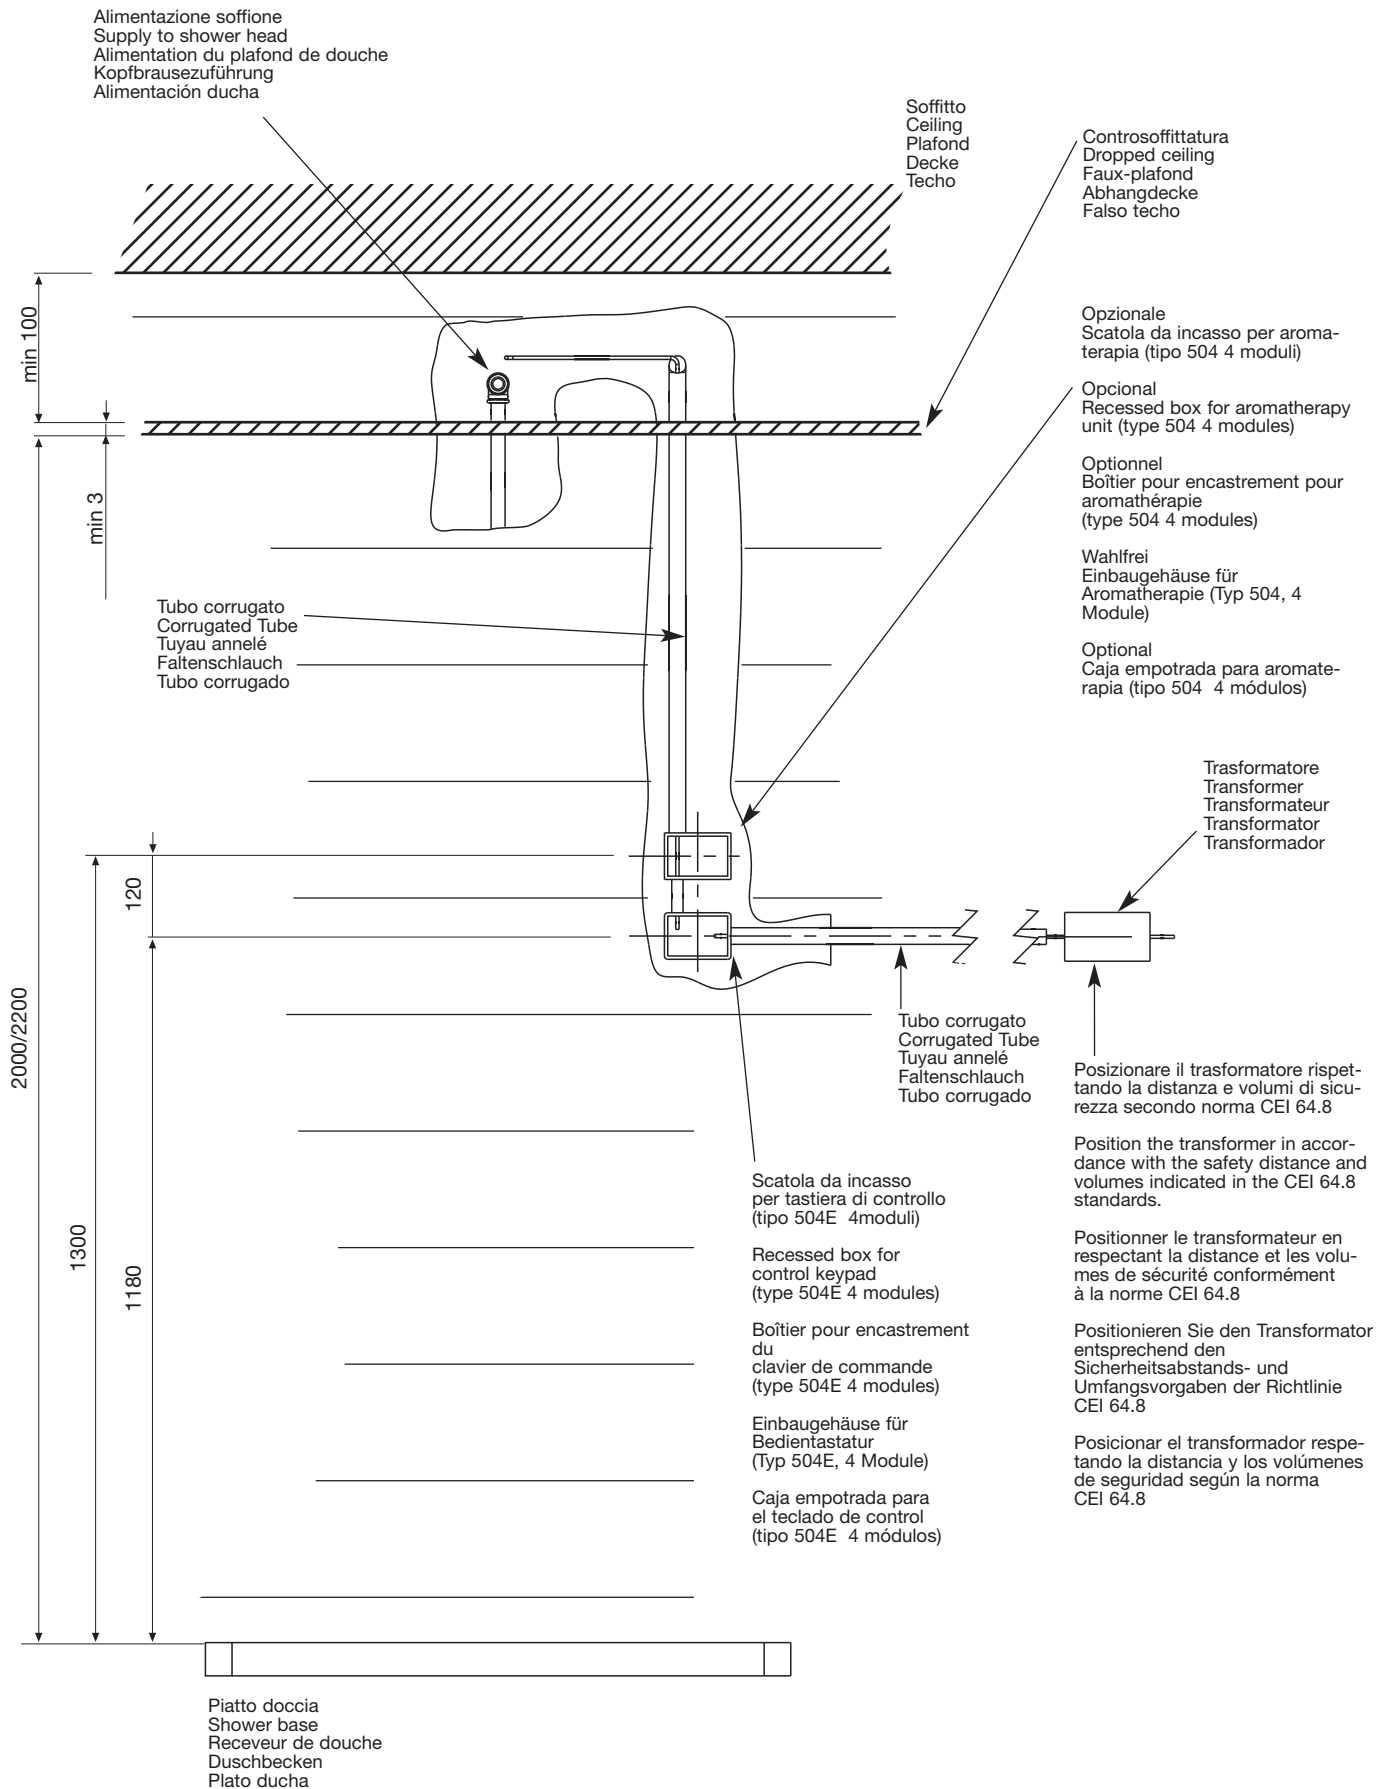 Alimentazione soffione
Supply to shower head
Alimentation du plafond de douche
Kopfbrausezuführung
Alimentación ducha
Soffitto
Ceiling
Plafond
Decke
Techo
Controsoffittatura
Dropped ceiling
Faux-plafond
Abhangdecke
Falso techo
min 100
min 3
Opzionale
Scatola da incasso per aroma-
terapia (tipo 504 4 moduli)
Opcional
Recessed box for aromatherapy
unit (type 504 4 modules)
Optionnel
Boîtier pour encastrement pour
aromathérapie
(type 504 4 modules)
Wahlfrei
Einbaugehäuse für
Aromatherapie (Typ 504, 4
Module)
Optional
Caja empotrada para aromate-
rapia (tipo 504  4 módulos)
Tubo corrugato
Corrugated Tube
Tuyau annelé
Faltenschlauch
Tubo corrugado
Trasformatore
Transformer
Transformateur
Transformator
Transformador
120
2000/2200
1300
1180
Tubo corrugato
Corrugated Tube
Tuyau annelé
Faltenschlauch
Tubo corrugado
Posizionare il trasformatore rispet-
tando la distanza e volumi di sicu-
rezza secondo norma CEI 64.8
Position the transformer in accor-
dance with the safety distance and
volumes indicated in the CEI 64.8
standards.
Positionner le transformateur en
respectant la distance et les volu-
mes de sécurité conformément
à la norme CEI 64.8
Positionieren Sie den Transformator
entsprechend den
Sicherheitsabstands- und
Umfangsvorgaben der Richtlinie
CEI 64.8
Posicionar el transformador respe-
tando la distancia y los volúmenes
de seguridad según la norma
CEI 64.8
Scatola da incasso
per tastiera di controllo
(tipo 504E  4moduli)
Recessed box for
control keypad
(type 504E 4 modules)
Boîtier pour encastrement
du
clavier de commande
(type 504E 4 modules)
Einbaugehäuse für
Bedientastatur
(Typ 504E, 4 Module)
Caja empotrada para
el teclado de control
(tipo 504E  4 módulos)
Piatto doccia
Shower base
Receveur de douche
Duschbecken
Plato ducha